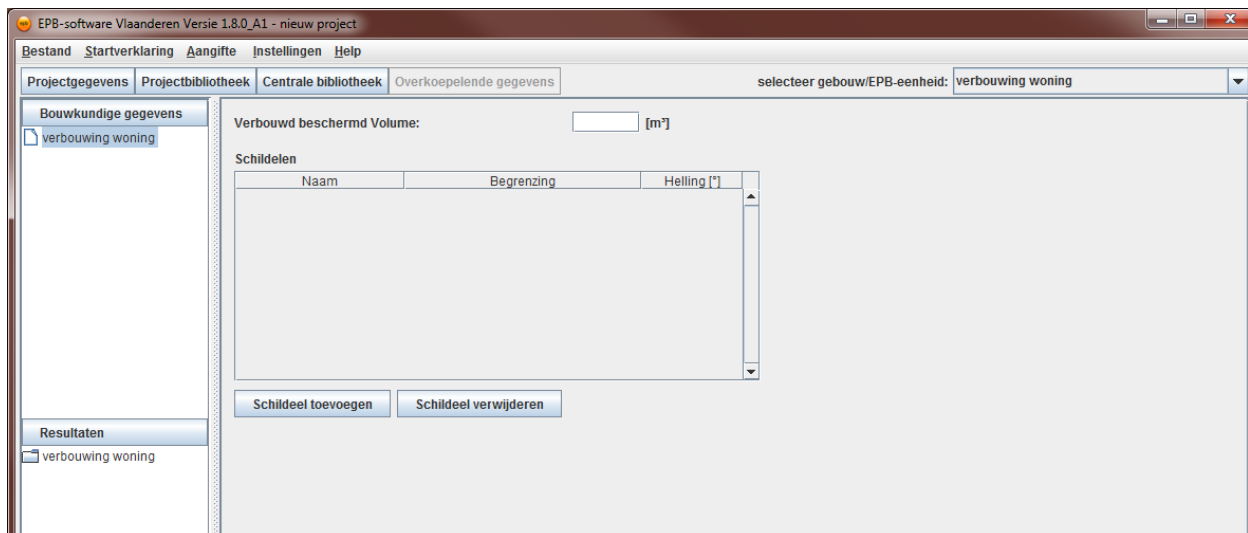 EPB-software Vlaanderen Versie 1.8.0_A1 - nieuw project
Bestand Startverklaring Aangifte Instellingen Help
Projectgegevens Projectbibliotheek Centrale bibliotheek Overkoepelende gegevens selecteer gebouw/EPB-eenheid: verbouwing woning
Bouwkundige gegevens
verbouwing woning
Verbouwd beschermd Volume: [m³]
Schildelen
Naam Begrenzing Helling [°]
Schildeel toevoegen Schildeel verwijderen
Resultaten
verbouwing woning